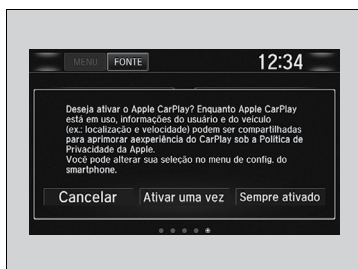 MENU FONTE 12:34
Deseja ativar o Apple CarPlay? Enquanto Apple CarPlay
está em uso, informações do usuário e do veículo
(ex.: localização e velocidade) podem ser compartilhadas
para aprimorar aexperiência do CarPlay sob a Política de
Privacidade da Apple.
Você pode alterar sua seleção no menu de config. do
smartphone.
Cancelar Ativar uma vez Sempre ativado